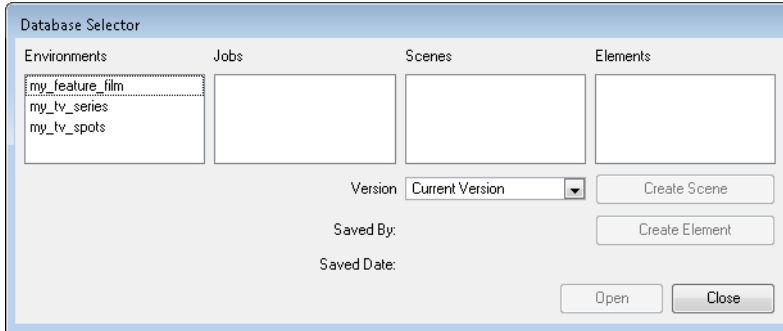 Database Selector
Environments Jobs Scenes Elements
my_feature_film
my_tv_series
my_tv_spots
Version Current Version Create Scene
Saved By: Create Element
Saved Date:
Open Close